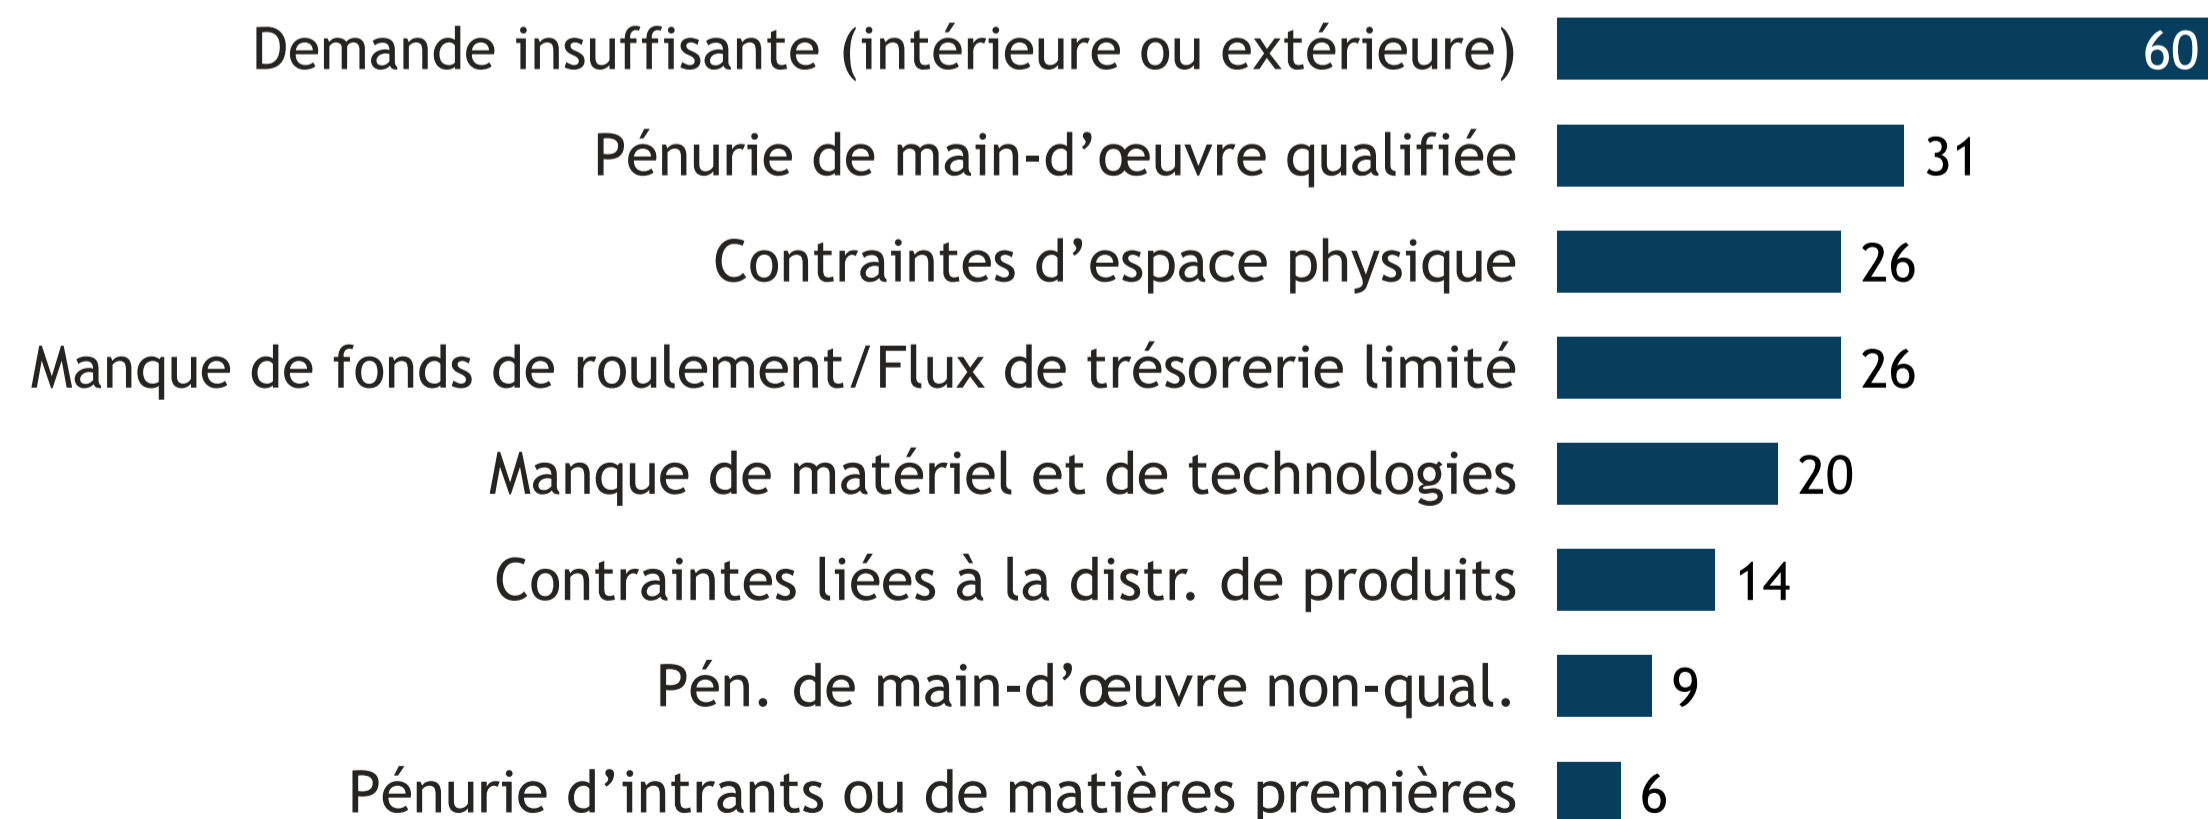 Demande insuffisante (intérieure ou extérieure) 60
Pénurie de main-d’œuvre qualifiée 31
Contraintes d’espace physique 26
Manque de fonds de roulement/Flux de trésorerie limité 26
Manque de matériel et de technologies 20
Contraintes liées à la distr. de produits 14
Pén. de main-d’œuvre non-qual. 9
Pénurie d’intrants ou de matières premières 6